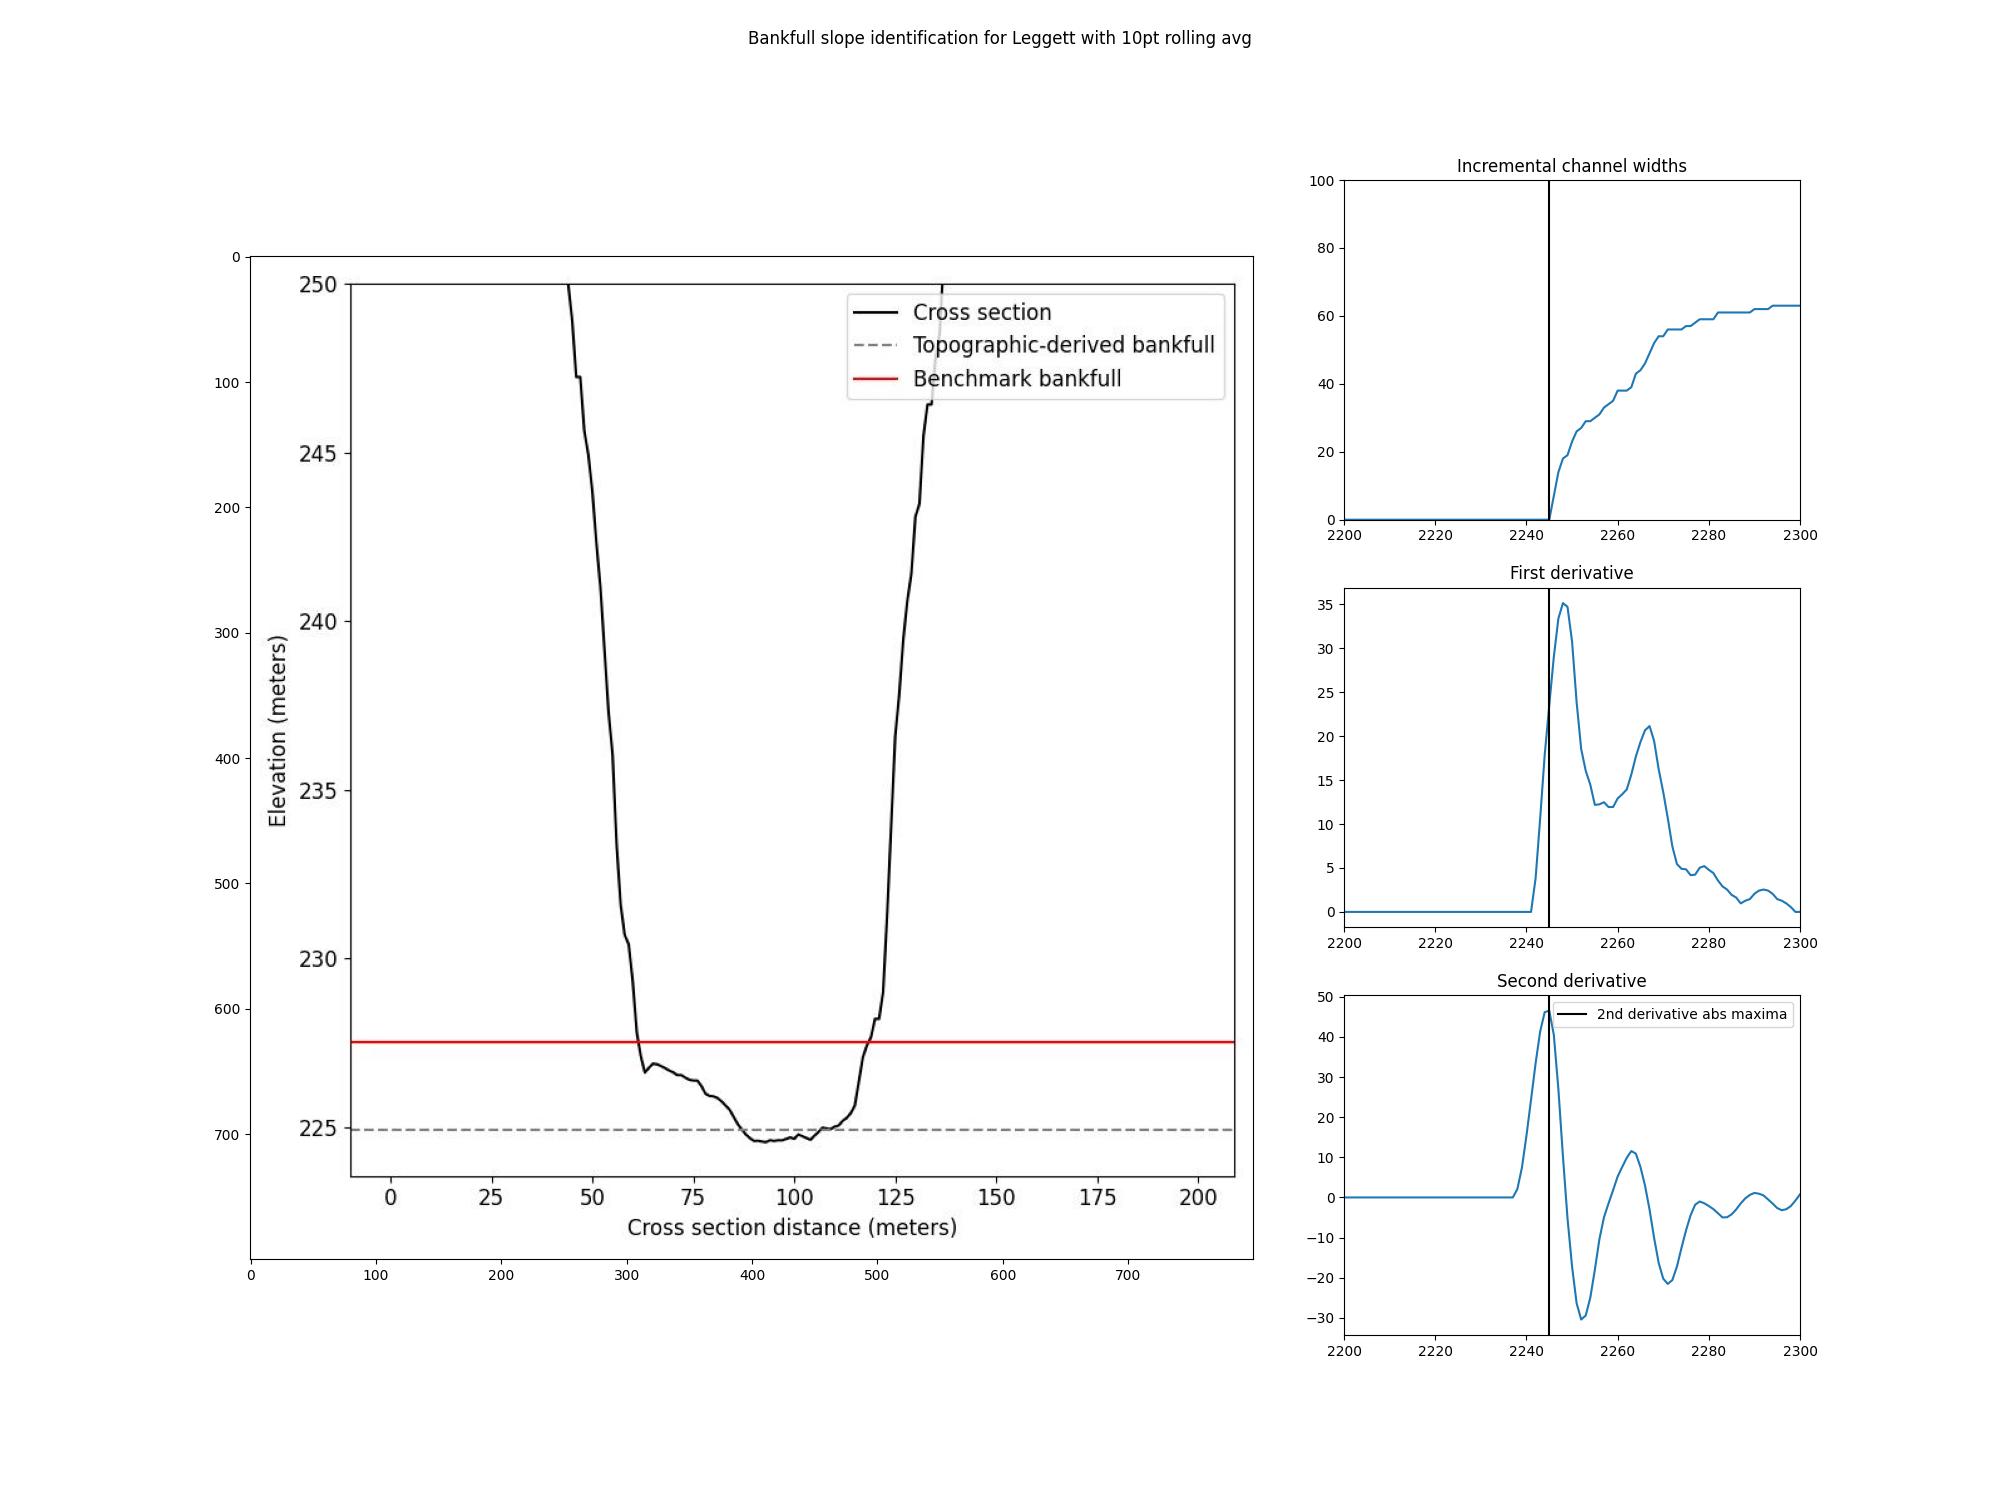 Bankfull slope identification for Leggett with 10pt rolling avg
0
100
200
300
400
500
600
700
250
245
240
235
230
225
Elevation (meters)
Cross section
Topographic-derived bankfull
Benchmark bankfull
0 25 50 75 100 125 150 175 200
Cross section distance (meters)
0 100 200 300 400 500 600 700
Incremental channel widths
100
80
60
40
20
0
2200 2220 2240 2260 2280 2300
First derivative
35
30
25
20
15
10
5
0
2200 2220 2240 2260 2280 2300
Second derivative
50
40
30
20
10
0
−10
−20
−30
2nd derivative abs maxima
2200 2220 2240 2260 2280 2300